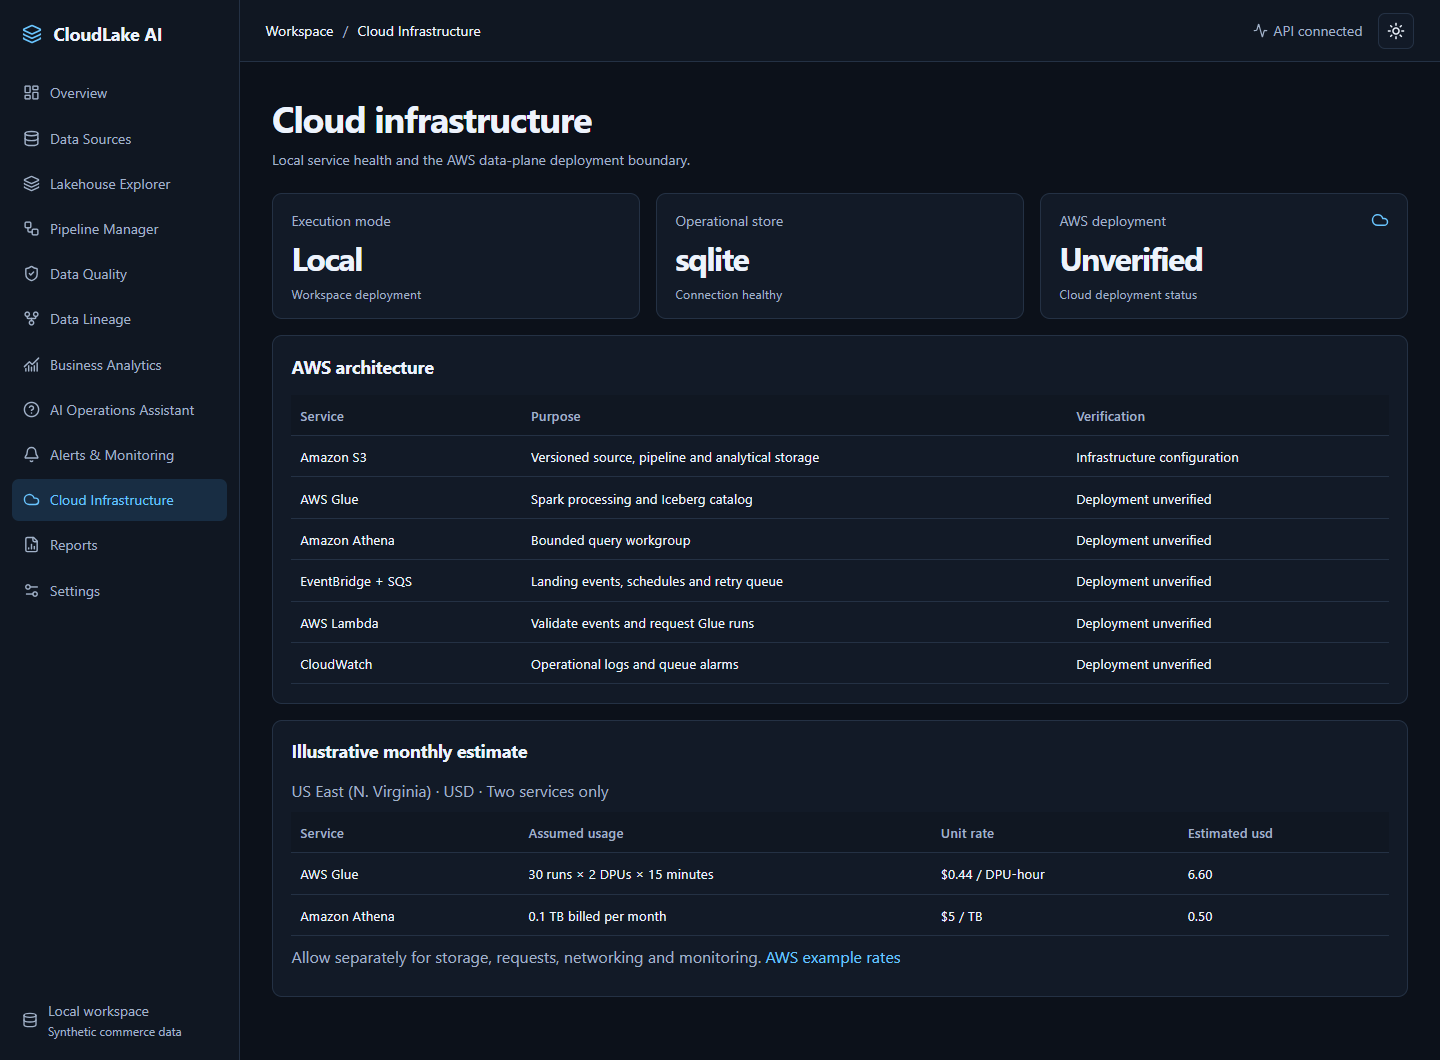 CloudLake AI
Overview
Data Sources
Lakehouse Explorer
Pipeline Manager
Data Quality
Data Lineage
Business Analytics
AI Operations Assistant
Alerts & Monitoring
Cloud Infrastructure
Reports
Settings
Local workspace
Synthetic commerce data
Workspace / Cloud Infrastructure
API connected
Cloud infrastructure
Local service health and the AWS data-plane deployment boundary.
Execution mode
Local
Workspace deployment
Operational store
sqlite
Connection healthy
AWS deployment
Unverified
Cloud deployment status
AWS architecture
Service Purpose Verification
Amazon S3 Versioned source, pipeline and analytical storage Infrastructure configuration
AWS Glue Spark processing and Iceberg catalog Deployment unverified
Amazon Athena Bounded query workgroup Deployment unverified
EventBridge + SQS Landing events, schedules and retry queue Deployment unverified
AWS Lambda Validate events and request Glue runs Deployment unverified
CloudWatch Operational logs and queue alarms Deployment unverified
Illustrative monthly estimate
US East (N. Virginia) · USD · Two services only
Service Assumed usage Unit rate Estimated usd
AWS Glue 30 runs × 2 DPUs × 15 minutes $0.44 / DPU-hour 6.60
Amazon Athena 0.1 TB billed per month $5 / TB 0.50
Allow separately for storage, requests, networking and monitoring. AWS example rates